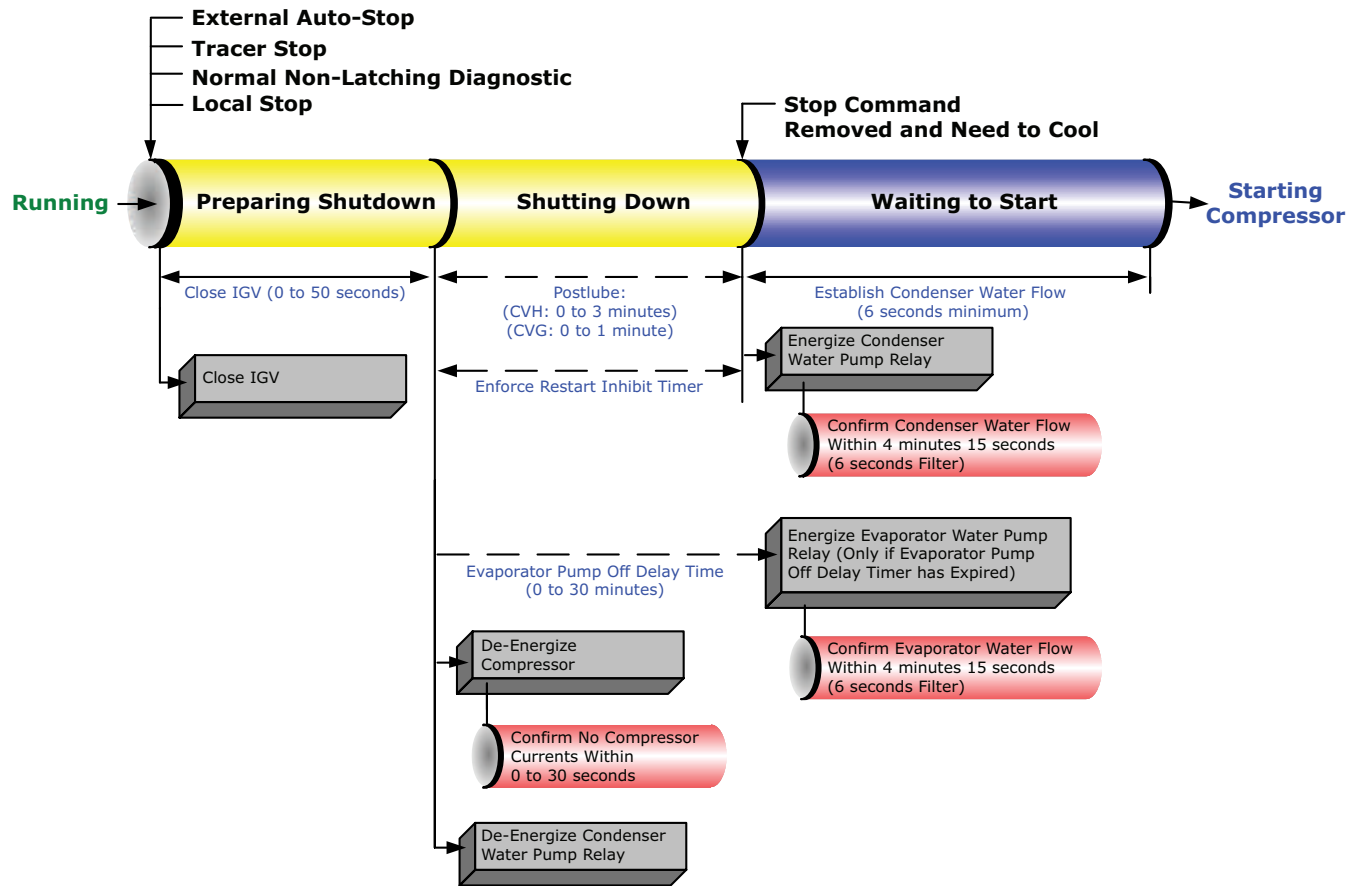 External Auto-Stop
Tracer Stop
Normal Non-Latching Diagnostic
Local Stop
Stop Command
Removed and Need to Cool
Running
Preparing Shutdown
Shutting Down
Waiting to Start
Starting
Compressor
Close IGV (0 to 50 seconds)
Postlube:
(CVH: 0 to 3 minutes)
(CVG: 0 to 1 minute)
Establish Condenser Water Flow
(6 seconds minimum)
Close IGV
Enforce Restart Inhibit Timer
Energize Condenser
Water Pump Relay
Confirm Condenser Water Flow
Within 4 minutes 15 seconds
(6 seconds Filter)
Evaporator Pump Off Delay Time
(0 to 30 minutes)
Energize Evaporator Water Pump
Relay (Only if Evaporator Pump
Off Delay Timer has Expired)
Confirm Evaporator Water Flow
Within 4 minutes 15 seconds
(6 seconds Filter)
De-Energize
Compressor
Confirm No Compressor
Currents Within
0 to 30 seconds
De-Energize Condenser
Water Pump Relay